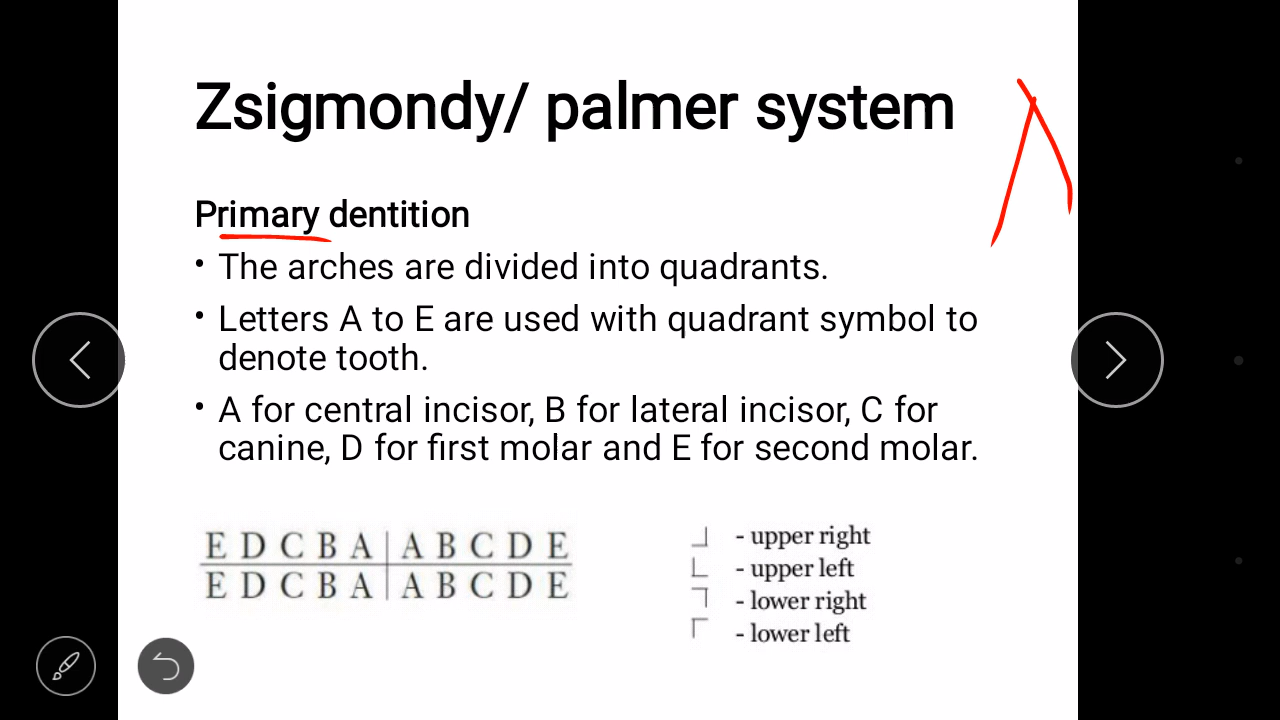 Zsigmondy/ palmer system
Primary dentition
• The arches are divided into quadrants.
• Letters A to E are used with quadrant symbol to
denote tooth.
• A for central incisor, B for lateral incisor, C for
canine, D for first molar and E for second molar.
E D C B A | A B C D E
E D C B A | A B C D E
┘ - upper right
└ - upper left
┐ - lower right
┌ - lower left